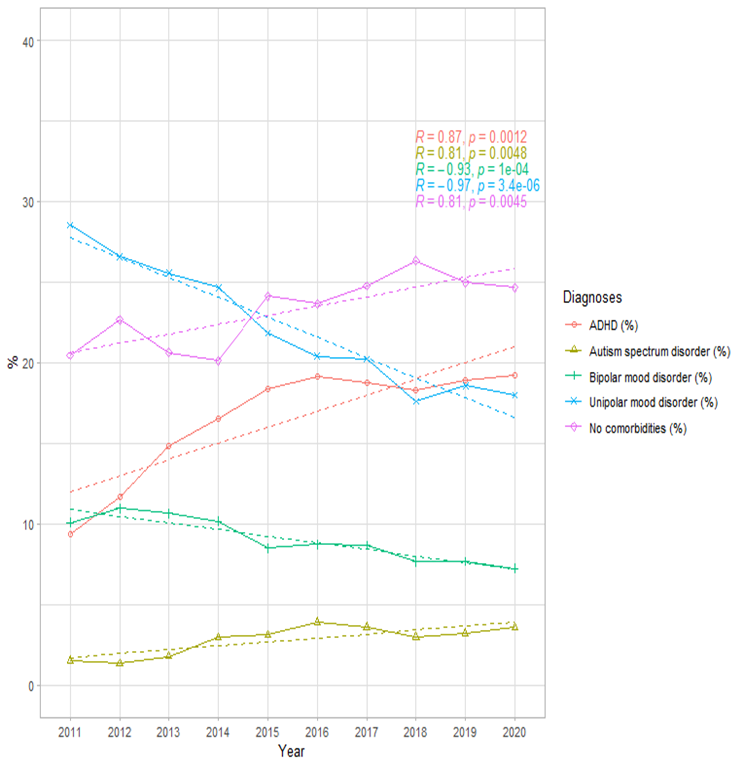 40
R = 0.87, p = 0.0012
R = 0.81, p = 0.0048
R = −0.93, p = 1e-04
R = −0.97, p = 3.4e-06
R = 0.81, p = 0.0045
30
20
10
0
%
2011 2012 2013 2014 2015 2016 2017 2018 2019 2020
Year
Diagnoses
ADHD (%)
Autism spectrum disorder (%)
Bipolar mood disorder (%)
Unipolar mood disorder (%)
No comorbidities (%)